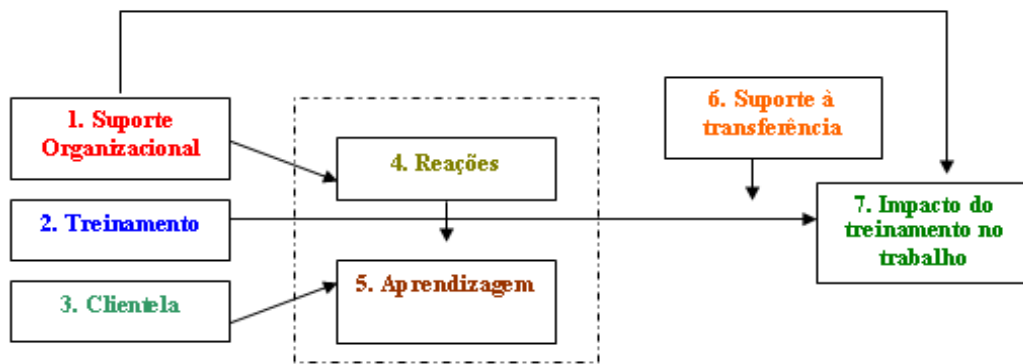 1. Suporte
Organizacional
2. Treinamento
3. Clientela
4. Reações
5. Aprendizagem
6. Suporte à
transferência
7. Impacto do
treinamento no
trabalho